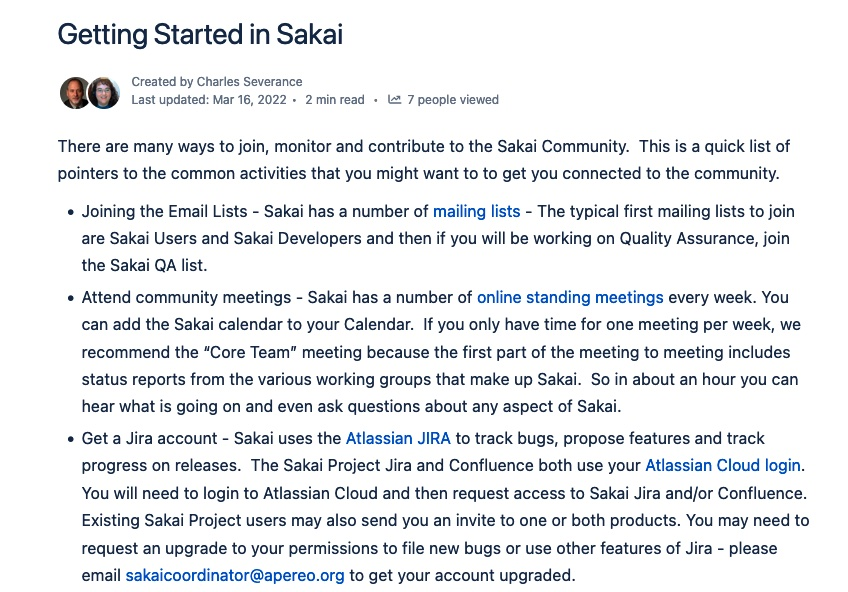 Getting Started in Sakai
Created by Charles Severance
Last updated: Mar 16, 2022 • 2 min read • 7 people viewed
There are many ways to join, monitor and contribute to the Sakai Community.  This is a quick list of
pointers to the common activities that you might want to to get you connected to the community.
• Joining the Email Lists - Sakai has a number of mailing lists - The typical first mailing lists to join
are Sakai Users and Sakai Developers and then if you will be working on Quality Assurance, join
the Sakai QA list.
• Attend community meetings - Sakai has a number of online standing meetings every week. You
can add the Sakai calendar to your Calendar.  If you only have time for one meeting per week, we
recommend the “Core Team” meeting because the first part of the meeting to meeting includes
status reports from the various working groups that make up Sakai.  So in about an hour you can
hear what is going on and even ask questions about any aspect of Sakai.
• Get a Jira account - Sakai uses the Atlassian JIRA to track bugs, propose features and track
progress on releases.  The Sakai Project Jira and Confluence both use your Atlassian Cloud login.
You will need to login to Atlassian Cloud and then request access to Sakai Jira and/or Confluence.
Existing Sakai Project users may also send you an invite to one or both products. You may need to
request an upgrade to your permissions to file new bugs or use other features of Jira - please
email sakaicoordinator@apereo.org to get your account upgraded.